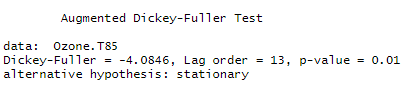 Augmented Dickey-Fuller Test
data:  Ozone.T85
Dickey-Fuller = -4.0846, Lag order = 13, p-value = 0.01
alternative hypothesis: stationary